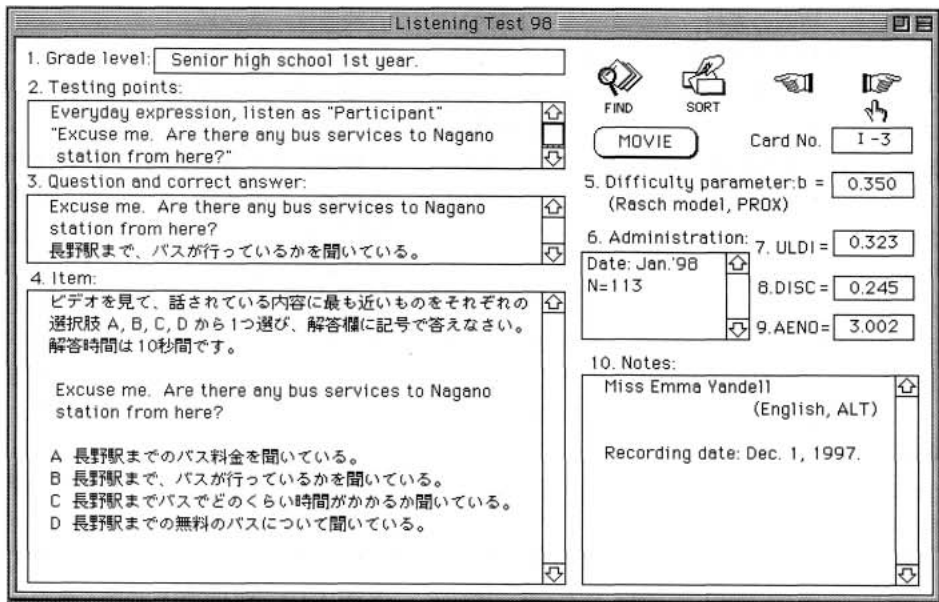 Listening Test 98
1. Grade level: Senior high school 1st year.
2. Testing points:
Everyday expression, listen as "Participant"
"Excuse me. Are there any bus services to Nagano
station from here?"
3. Question and correct answer:
Excuse me. Are there any bus services to Nagano
station from here?
長野駅まで、バスが行っているかを聞いている。
4. Item:
ビデオを見て、話されている内容に最も近いものをそれぞれの
選択肢 A, B, C, D から1つ選び、解答欄に記号で答えなさい。
解答時間は10秒間です。
Excuse me. Are there any bus services to Nagano
station from here?
A 長野駅までのバス料金を聞いている。
B 長野駅まで、バスが行っているかを聞いている。
C 長野駅までバスでどのくらい時間がかかるか聞いている。
D 長野駅までの無料のバスについて聞いている。
FIND
SORT
MOVIE
Card No. I-3
5. Difficulty parameter:b = 0.350
(Rasch model, PROX)
6. Administration:
Date: Jan.'98
N=113
7. ULDI = 0.323
8.DISC = 0.245
9.AENO= 3.002
10. Notes:
Miss Emma Yandell
(English, ALT)
Recording date: Dec. 1, 1997.